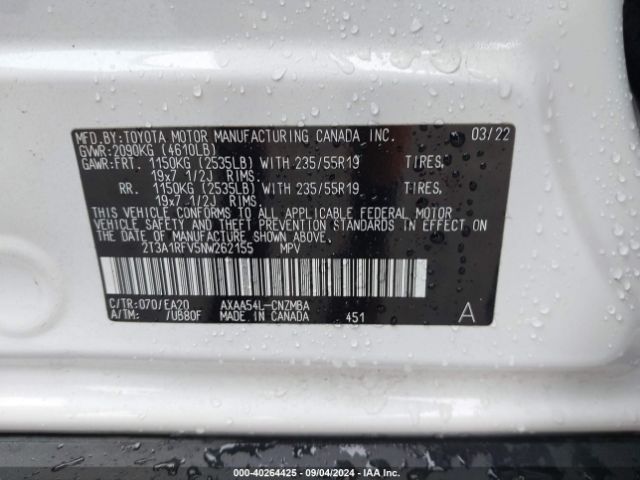 MFD. BY: TOYOTA MOTOR MANUFACTURING CANADA INC. 03/22
GVWR: 2090KG (4610LB)
GAWR: FRT. 1150KG (2535LB) WITH 235/55R19 TIRES,
19x7 1/2J RIMS,
RR. 1150KG (2535LB) WITH 235/55R19 TIRES,
19x7 1/2J RIMS,
THIS VEHICLE CONFORMS TO ALL APPLICABLE FEDERAL MOTOR
VEHICLE SAFETY AND THEFT PREVENTION STANDARDS IN EFFECT ON
THE DATE OF MANUFACTURE SHOWN ABOVE.
2T3A1RFV5NW262155 MPV
C/TR: 070/EA20 AXAA54L-CNZMBA
A/TM: /UB80F MADE IN CANADA 451 A
000-40264425 - 09/04/2024 - IAAI.COM